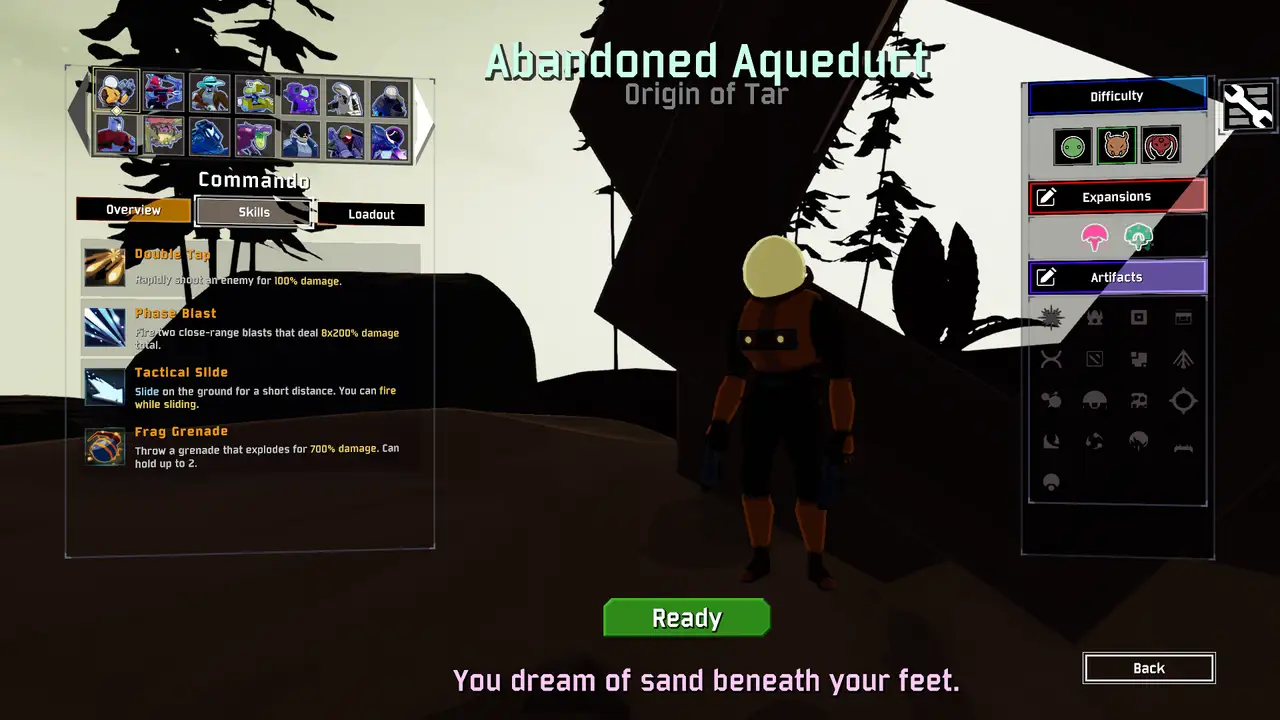 Abandoned Aqueduct
Origin of Tar
Commando
Overview
Skills
Loadout
Double Tap
Rapidly shoot an enemy for 100% damage.
Phase Blast
Fire two close-range blasts that deal 8x200% damage
total.
Tactical Slide
Slide on the ground for a short distance. You can fire
while sliding.
Frag Grenade
Throw a grenade that explodes for 700% damage. Can
hold up to 2.
Difficulty
Expansions
Artifacts
Ready
You dream of sand beneath your feet.
Back